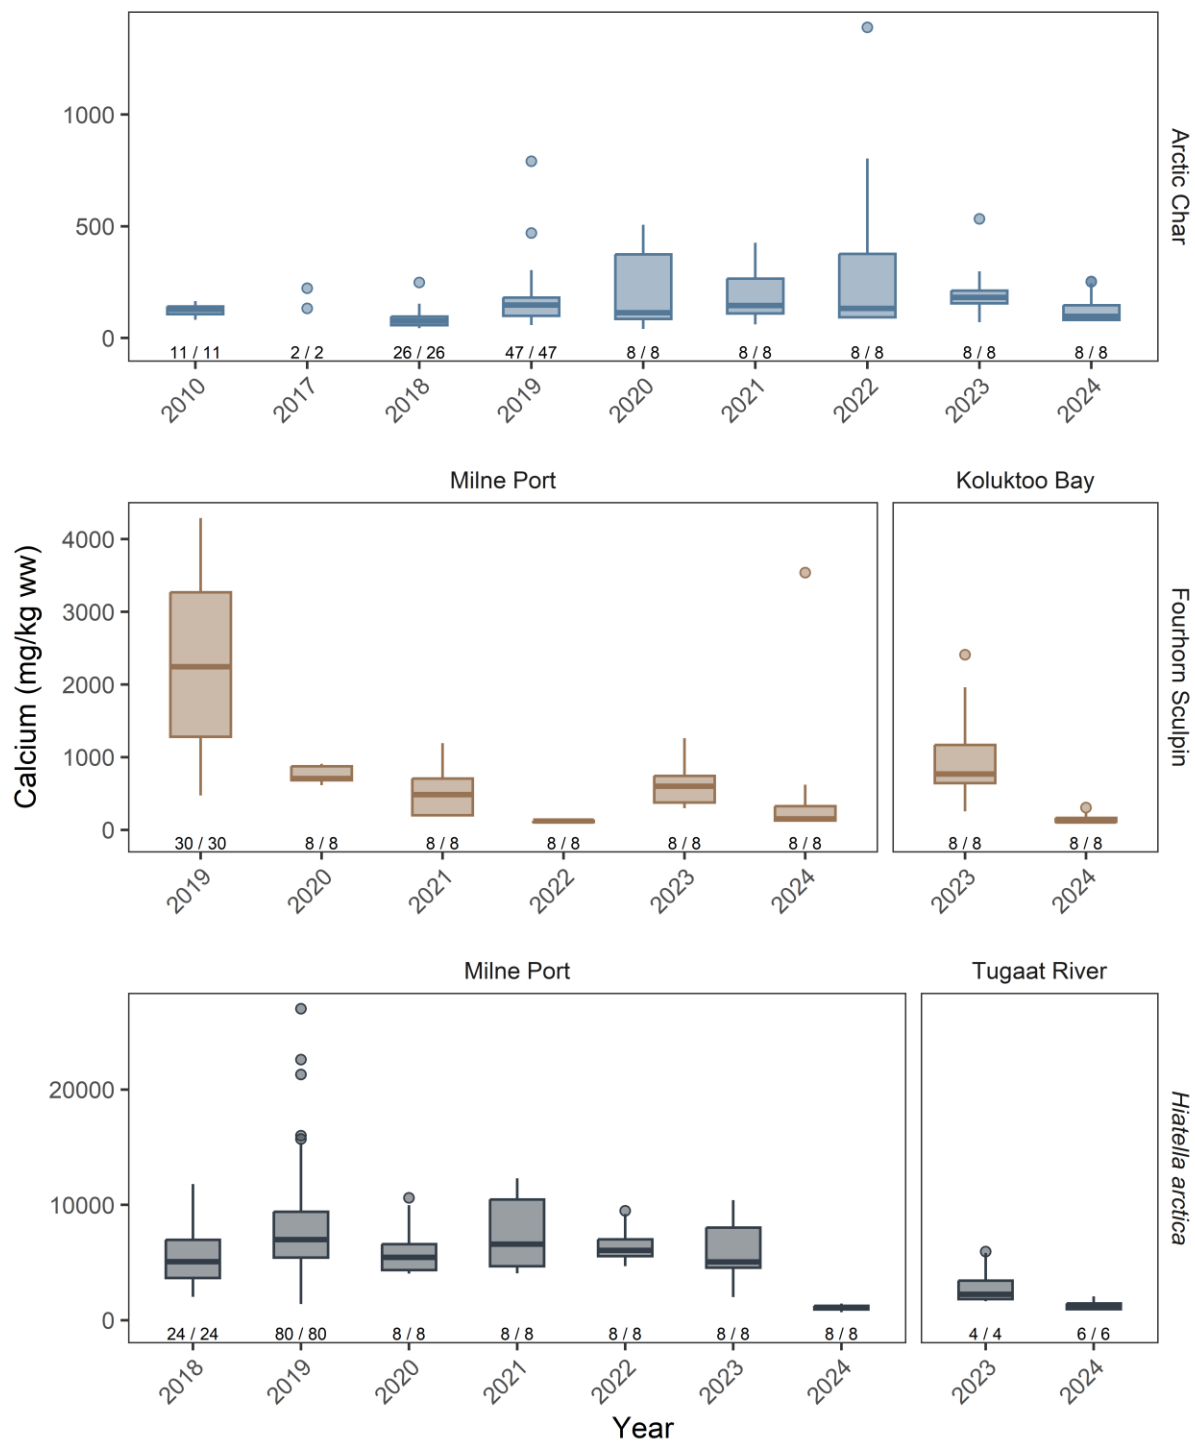 1000
500
0
Arctic Char
11 / 11 2 / 2 26 / 26 47 / 47 8 / 8 8 / 8 8 / 8 8 / 8 8 / 8
2010 2017 2018 2019 2020 2021 2022 2023 2024
Milne Port Koluktoo Bay
4000
3000
2000
1000
0
Calcium (mg/kg ww)
Fourhorn Sculpin
30 / 30 8 / 8 8 / 8 8 / 8 8 / 8 8 / 8 8 / 8 8 / 8
2019 2020 2021 2022 2023 2024 2023 2024
Milne Port Tugaat River
20000
10000
0
Hiatella arctica
24 / 24 80 / 80 8 / 8 8 / 8 8 / 8 8 / 8 8 / 8 4 / 4 6 / 6
2018 2019 2020 2021 2022 2023 2024 2023 2024
Year